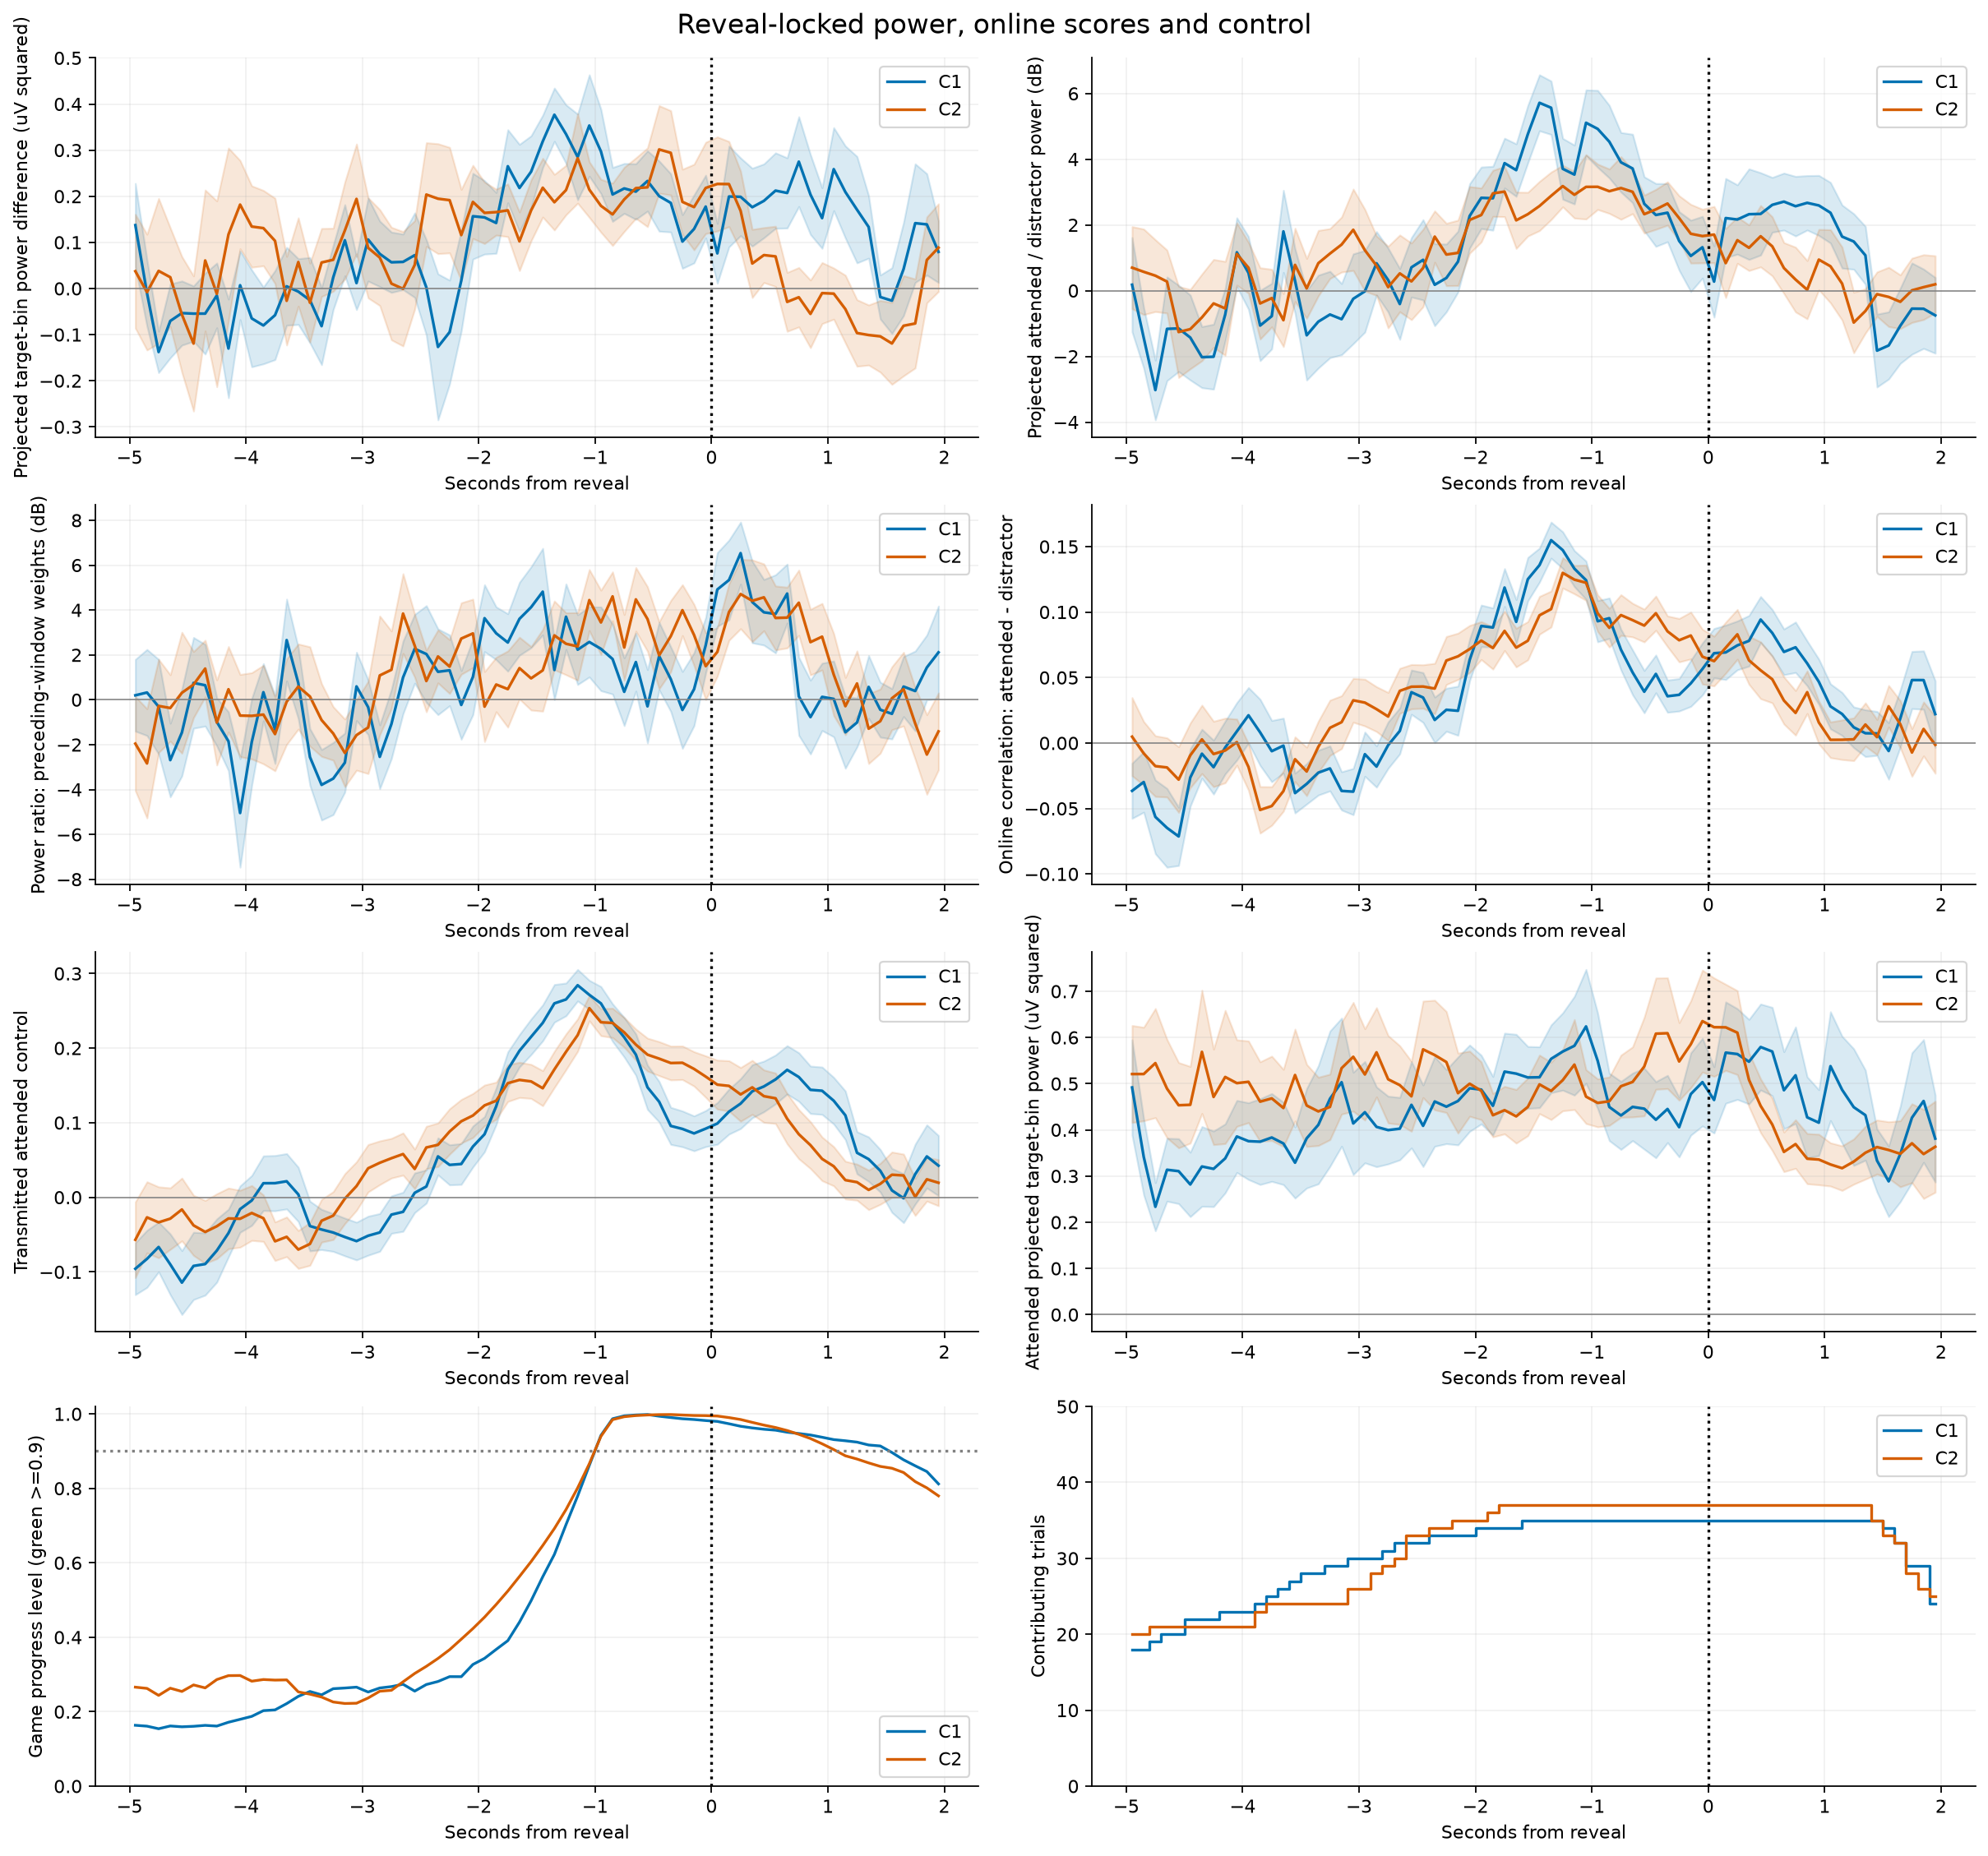 Reveal-locked power, online scores and control
Projected target-bin power difference (uV squared)
0.5
0.4
0.3
0.2
0.1
0.0
−0.1
−0.2
−0.3
C1
C2
−5 −4 −3 −2 −1 0 1 2
Seconds from reveal
Projected attended / distractor power (dB)
6
4
2
0
−2
−4
C1
C2
−5 −4 −3 −2 −1 0 1 2
Seconds from reveal
Power ratio: preceding-window weights (dB)
8
6
4
2
0
−2
−4
−6
−8
C1
C2
−5 −4 −3 −2 −1 0 1 2
Seconds from reveal
Online correlation: attended - distractor
0.15
0.10
0.05
0.00
−0.05
−0.10
C1
C2
−5 −4 −3 −2 −1 0 1 2
Seconds from reveal
Transmitted attended control
0.3
0.2
0.1
0.0
−0.1
C1
C2
−5 −4 −3 −2 −1 0 1 2
Seconds from reveal
Attended projected target-bin power (uV squared)
0.7
0.6
0.5
0.4
0.3
0.2
0.1
0.0
C1
C2
−5 −4 −3 −2 −1 0 1 2
Seconds from reveal
Game progress level (green >=0.9)
1.0
0.8
0.6
0.4
0.2
0.0
C1
C2
−5 −4 −3 −2 −1 0 1 2
Seconds from reveal
Contributing trials
50
40
30
20
10
0
C1
C2
−5 −4 −3 −2 −1 0 1 2
Seconds from reveal